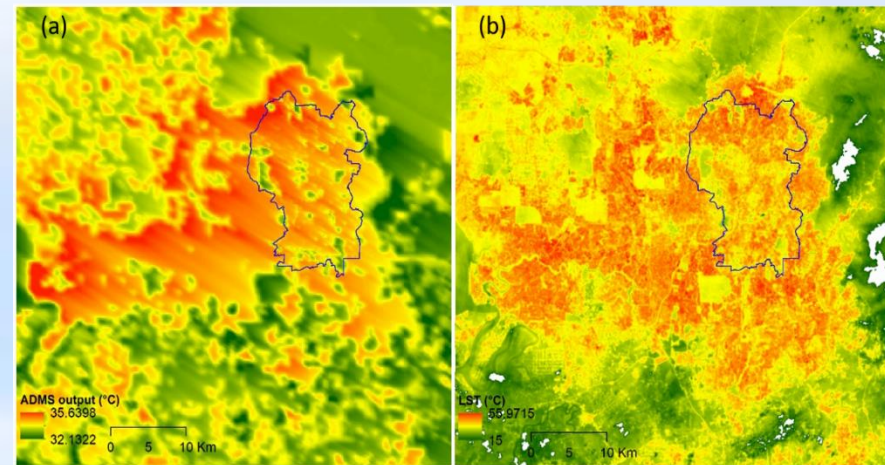 (a)
ADMS output (°C)
35.6398
32.1322
0 5 10 Km
(b)
LST (°C)
55.9715
15
0 5 10 Km